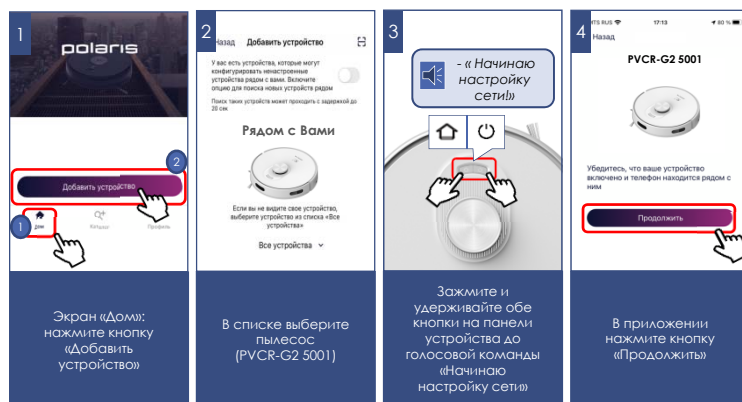 1
polaris
2
Добавить устройство
1
Дом
Каталог
Профиль
Экран «Дом»:
нажмите кнопку
«Добавить
устройство»
2
Назад Добавить устройство
У вас есть устройства, которые могут
конфигурировать ненастроенные
устройства рядом с вами. Включите
опцию для поиска новых устройств рядом
Поиск таких устройств может проходить с задержкой до
20 сек
Рядом с Вами
Если вы не видите свое устройство,
выберите устройство из списка «Все
устройства»
Все устройства
В списке выберите
пылесос
(PVCR-G2 5001)
3
- « Начинаю
настройку
сети!»
Зажмите и
удерживайте обе
кнопки на панели
устройства до
голосовой команды
«Начинаю
настройку сети»
4
MTS RUS 17:13 80 %
Назад
PVCR-G2 5001
Убедитесь, что ваше устройство
включено и телефон находится рядом с
ним
Продолжить
В приложении
нажмите кнопку
«Продолжить»